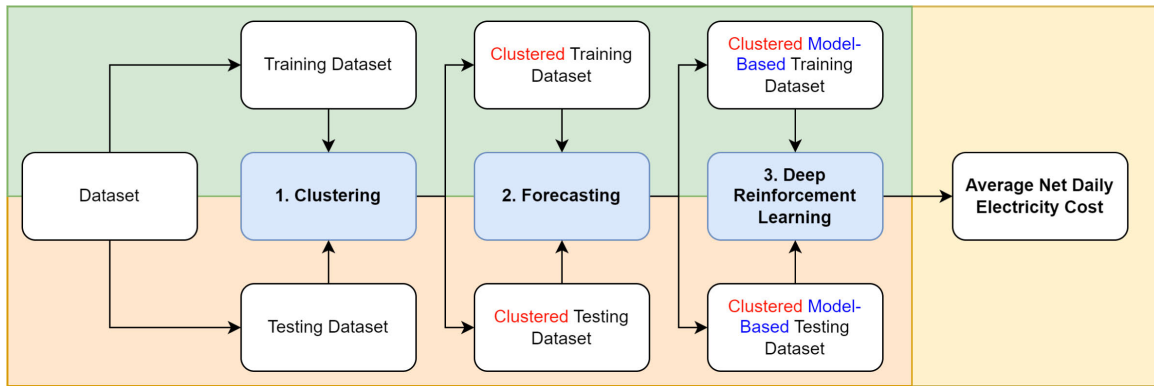 Training Dataset
Clustered Training
Dataset
Clustered Model-
Based Training
Dataset
Dataset
1. Clustering
2. Forecasting
3. Deep
Reinforcement
Learning
Average Net Daily
Electricity Cost
Testing Dataset
Clustered Testing
Dataset
Clustered Model-
Based Testing
Dataset